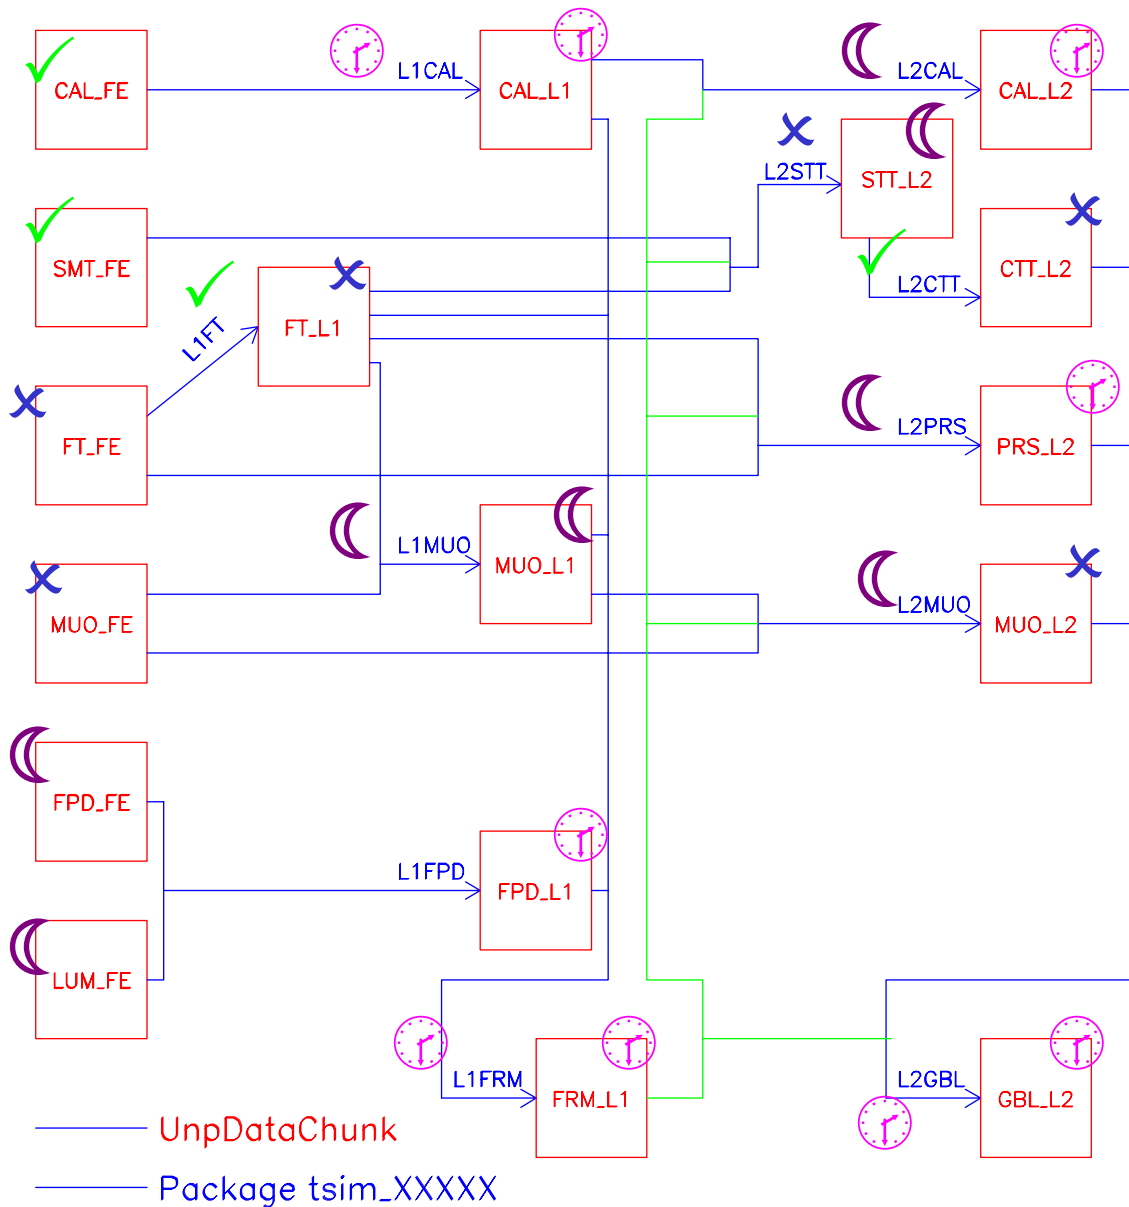 L1CAL
L2CAL
CAL_FE
CAL_L1
CAL_L2
L2STT
STT_L2
SMT_FE
CTT_L2
L2CTT
L1FT
FT_L1
L2PRS
FT_FE
PRS_L2
L1MUO
MUO_L1
L2MUO
MUO_FE
MUO_L2
FPD_FE
L1FPD
FPD_L1
LUM_FE
L1FRM
FRM_L1
L2GBL
GBL_L2
UnpDataChunk
Package tsim_XXXXX